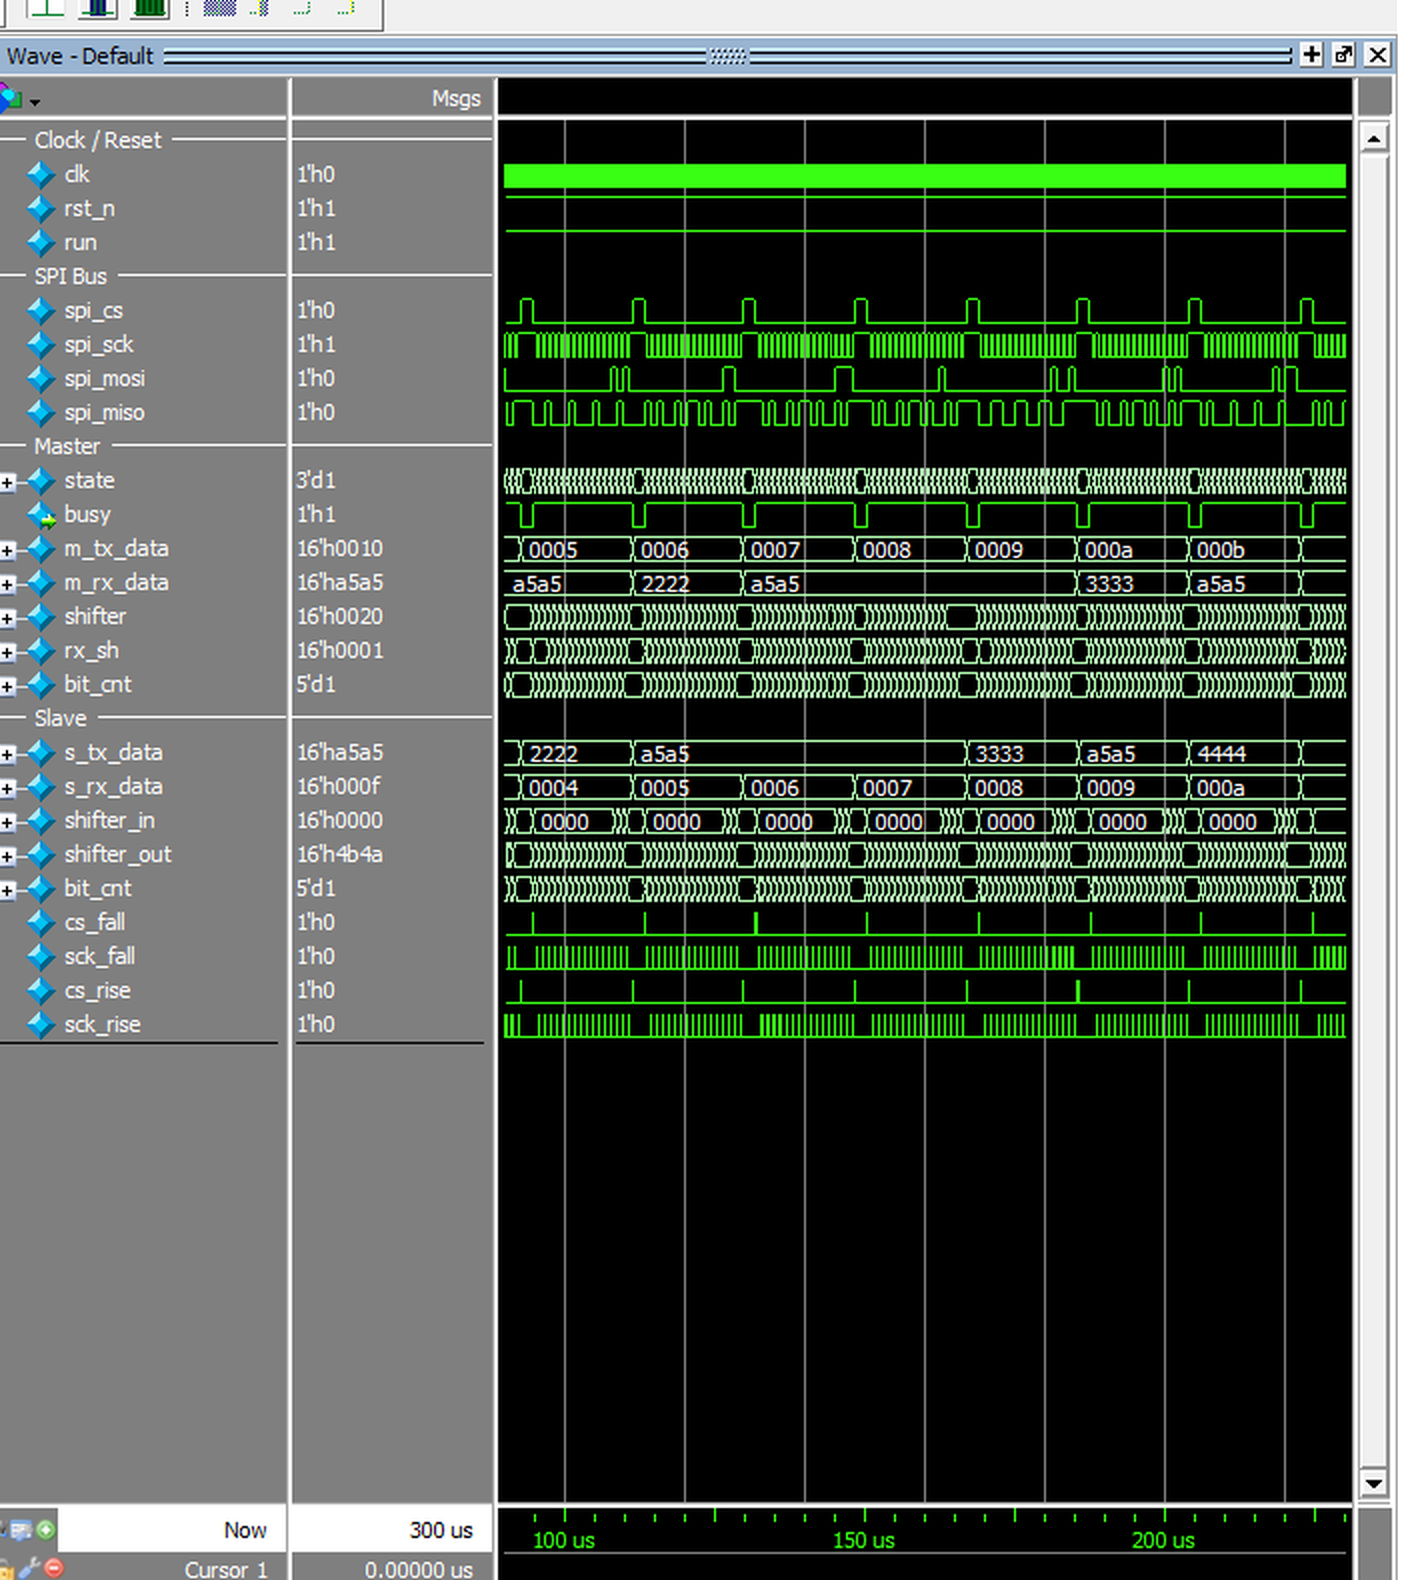 Wave - Default
Msgs
Clock / Reset
clk 1'h0
rst_n 1'h1
run 1'h1
SPI Bus
spi_cs 1'h0
spi_sck 1'h1
spi_mosi 1'h0
spi_miso 1'h0
Master
state 3'd1
busy 1'h1
m_tx_data 16'h0010 0005 0006 0007 0008 0009 000a 000b
m_rx_data 16'ha5a5 a5a5 2222 a5a5 3333 a5a5
shifter 16'h0020
rx_sh 16'h0001
bit_cnt 5'd1
Slave
s_tx_data 16'ha5a5 2222 a5a5 3333 a5a5 4444
s_rx_data 16'h000f 0004 0005 0006 0007 0008 0009 000a
shifter_in 16'h0000 0000 0000 0000 0000 0000 0000 0000
shifter_out 16'h4b4a
bit_cnt 5'd1
cs_fall 1'h0
sck_fall 1'h0
cs_rise 1'h0
sck_rise 1'h0
Now 300 us 100 us 150 us 200 us
Cursor 1 0.00000 us